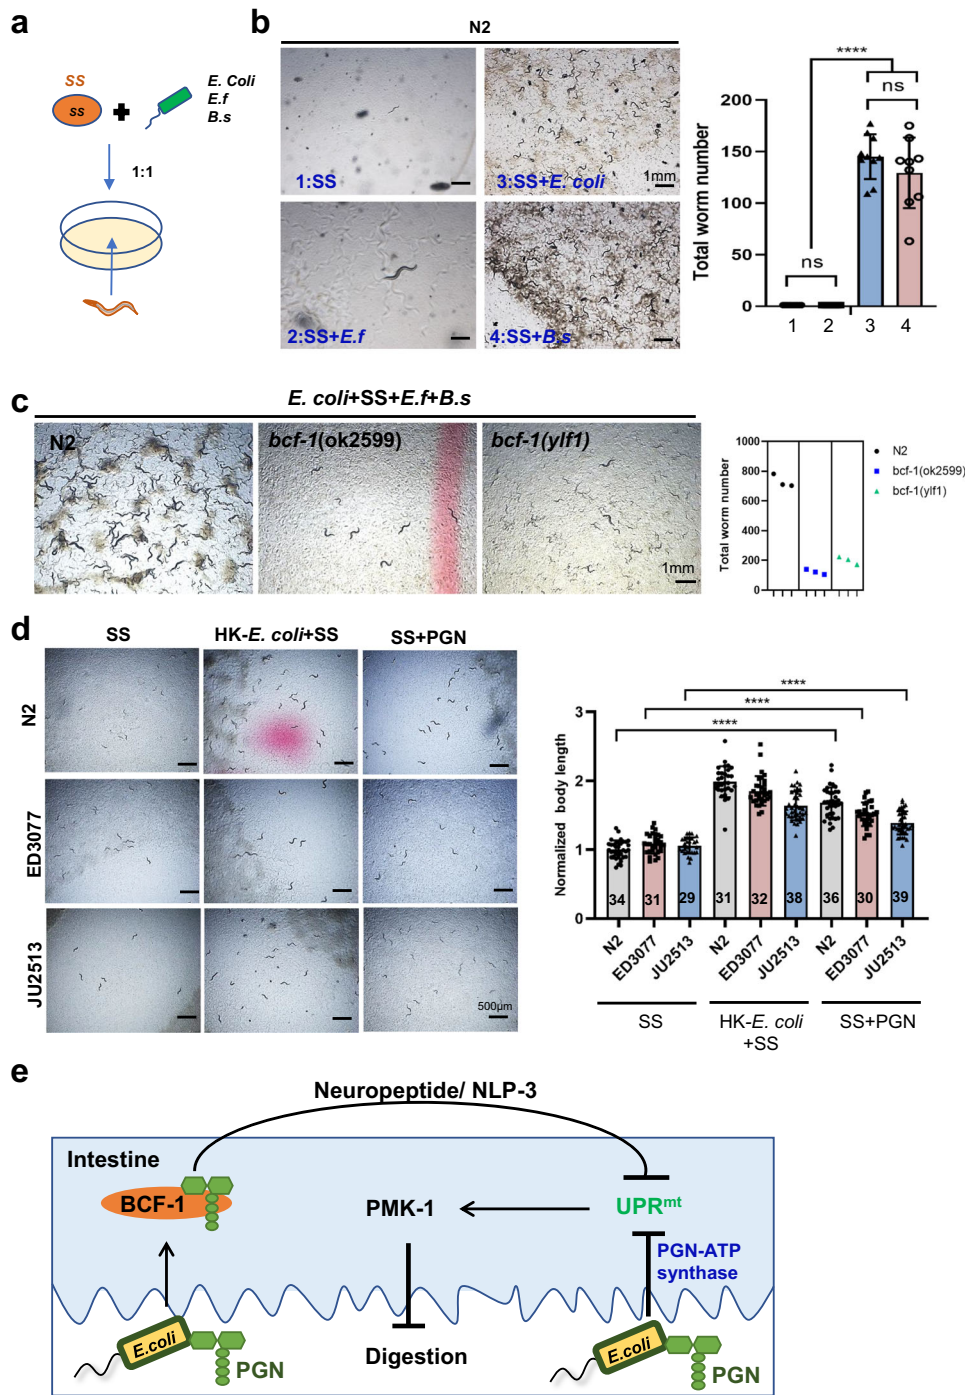 a
SS
ss
E. Coli
E.f
B.s
1:1
b
N2
1:SS
3:SS+E. coli
1mm
2:SS+E.f
4:SS+B.s
Total worm number
200
150
100
50
0
****
ns
ns
1 2 3 4
c
E. coli+SS+E.f+B.s
N2
bcf-1(ok2599)
bcf-1(ylf1)
1mm
Total worm number
1000
800
600
400
200
0
N2
bcf-1(ok2599)
bcf-1(ylf1)
d
SS
HK-E. coli+SS
SS+PGN
N2
ED3077
JU2513
500μm
Normalized body length
3
2
1
0
****
****
****
34 31 29 31 32 38 36 30 39
N2 ED3077 JU2513 N2 ED3077 JU2513 N2 ED3077 JU2513
SS
HK-E. coli
+SS
SS+PGN
e
Neuropeptide/ NLP-3
Intestine
BCF-1
PMK-1
UPRmt
PGN-ATP
synthase
E.coli
PGN
Digestion
E.coli
PGN